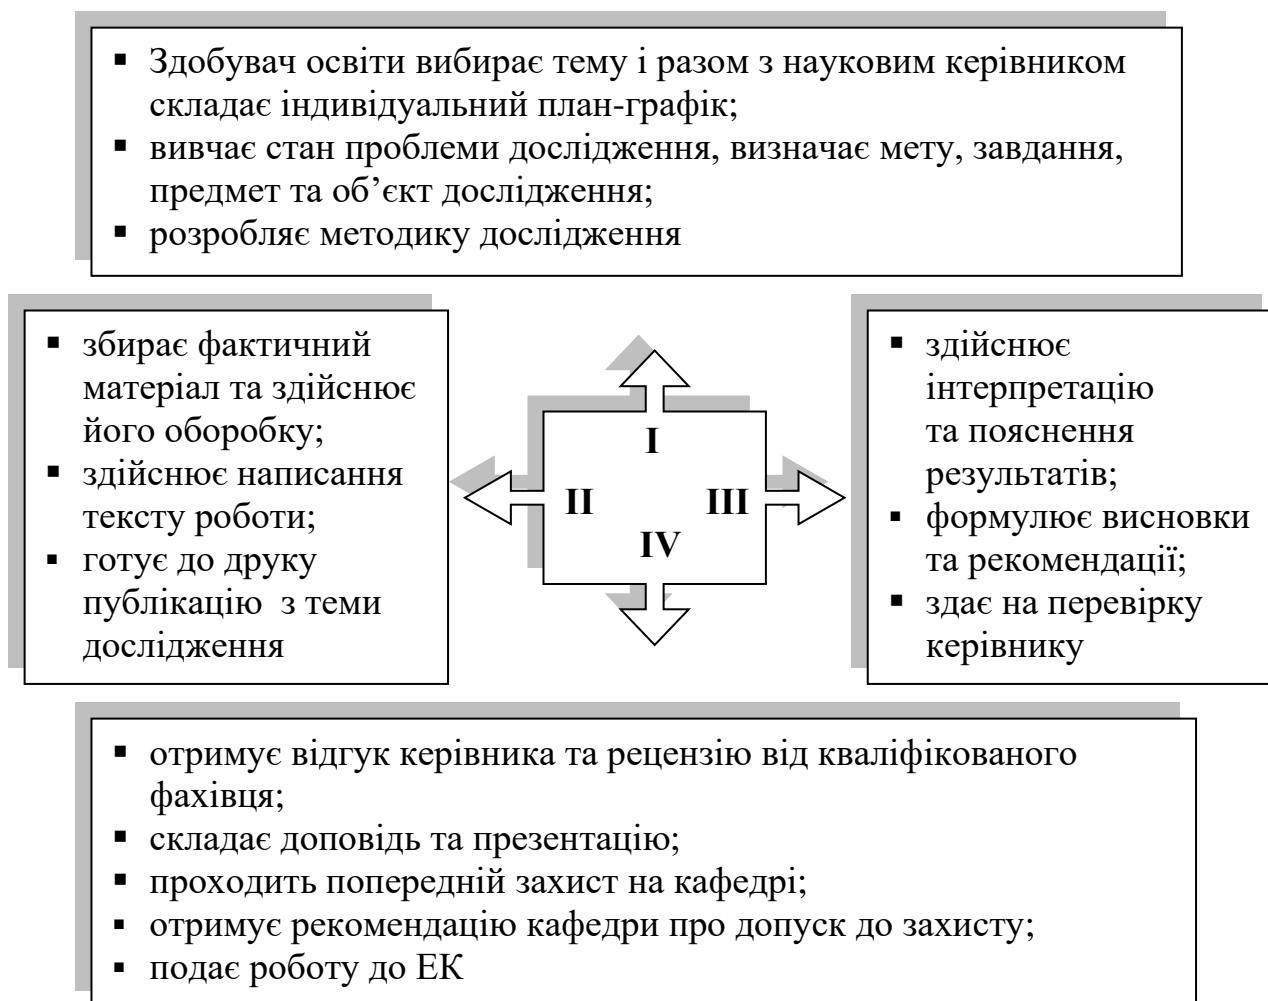 ▪ Здобувач освіти вибирає тему і разом з науковим керівником
складає індивідуальний план-графік;
▪ вивчає стан проблеми дослідження, визначає мету, завдання,
предмет та об’єкт дослідження;
▪ розробляє методику дослідження
▪ збирає фактичний
матеріал та здійснює
його оборобку;
▪ здійснює написання
тексту роботи;
▪ готує до друку
публікацію з теми
дослідження
I
II
III
IV
▪ здійснює
інтерпретацію
та пояснення
результатів;
▪ формулює висновки
та рекомендації;
▪ здає на перевірку
керівнику
▪ отримує відгук керівника та рецензію від кваліфікованого
фахівця;
▪ складає доповідь та презентацію;
▪ проходить попередній захист на кафедрі;
▪ отримує рекомендацію кафедри про допуск до захисту;
▪ подає роботу до ЕК